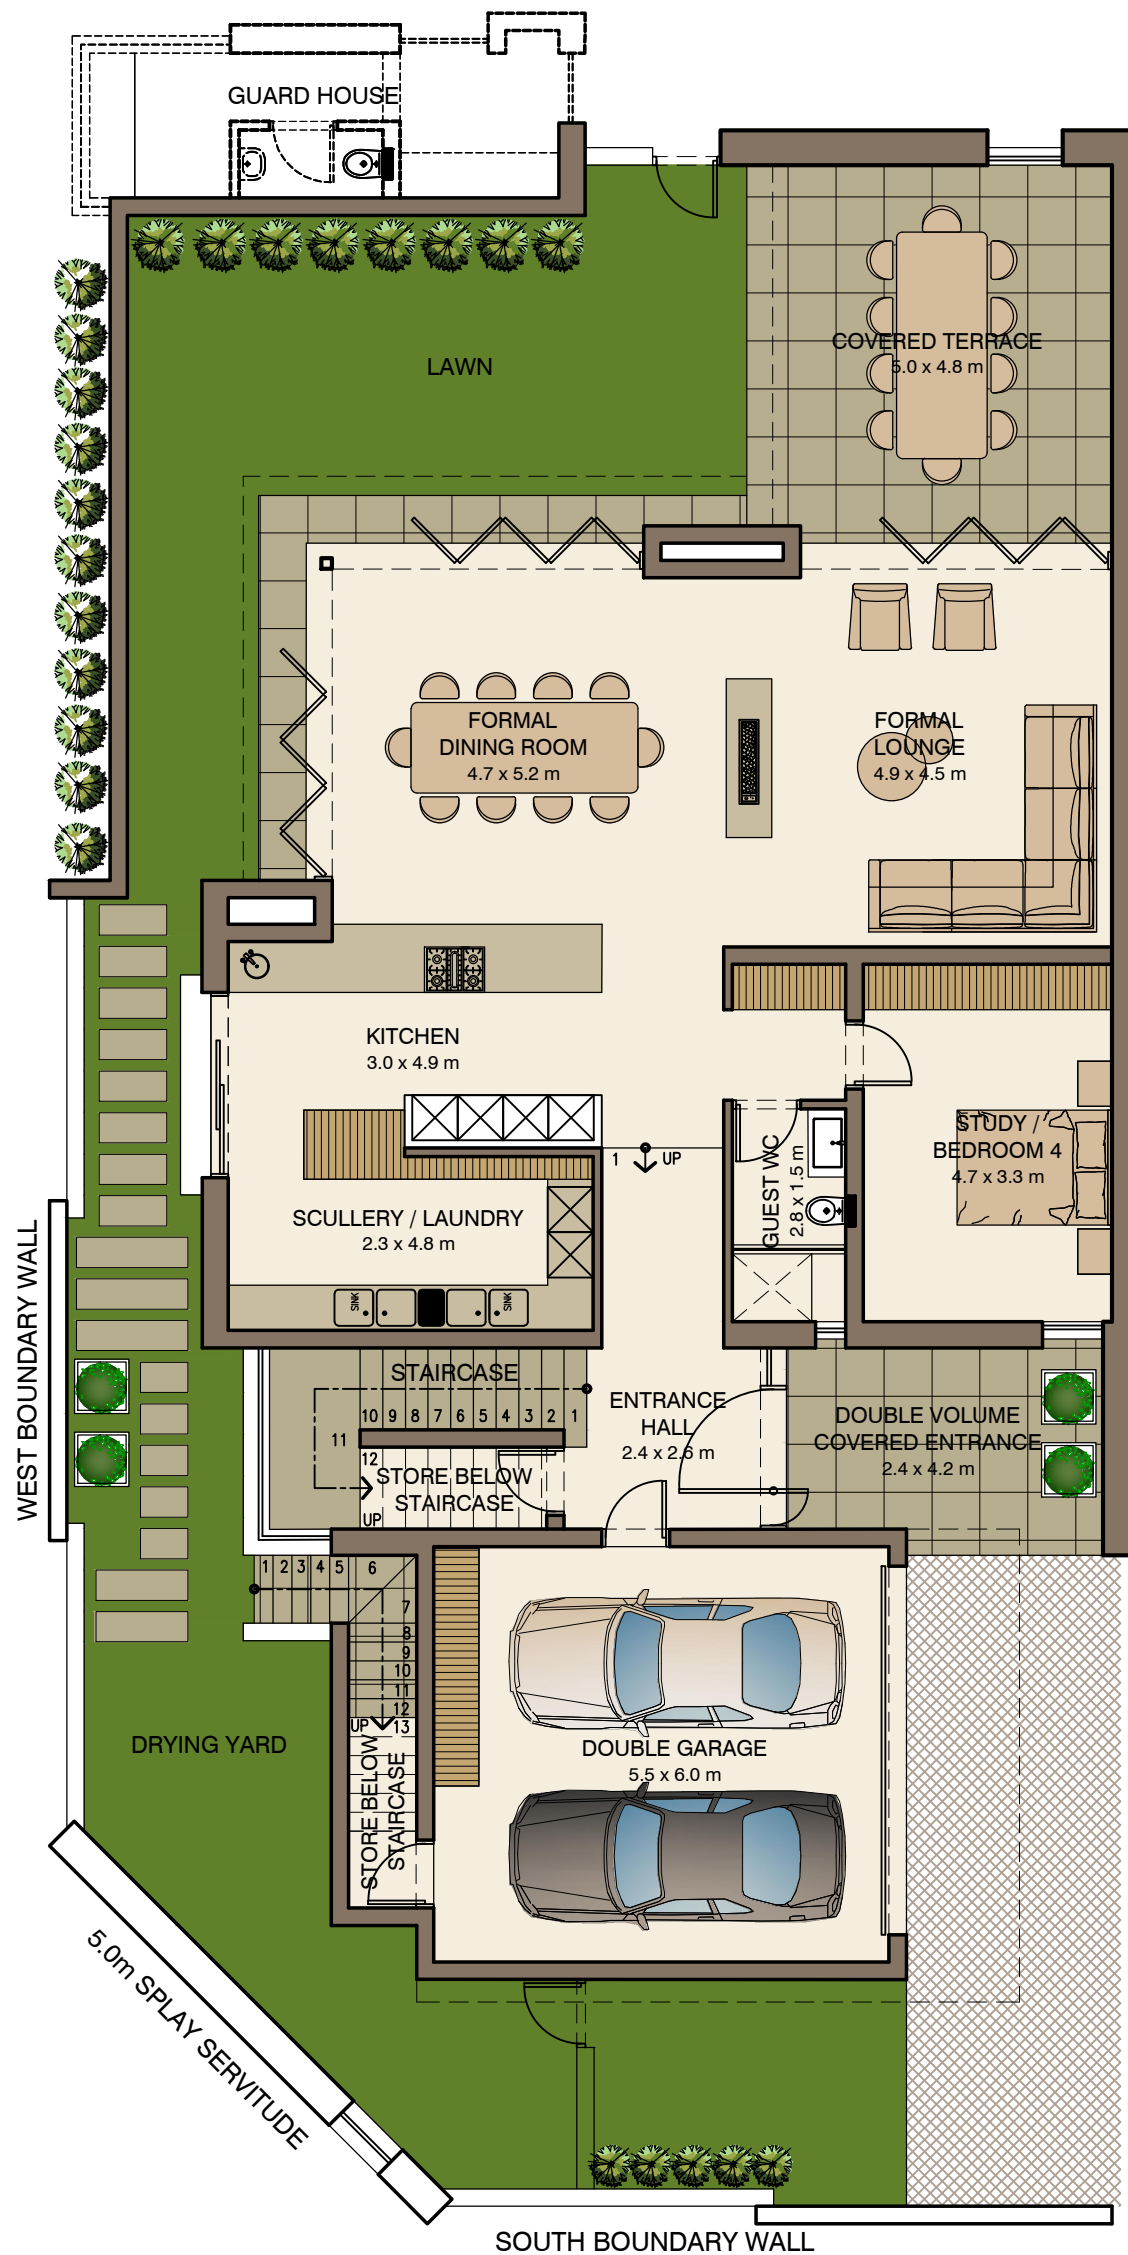 GUARD HOUSE
LAWN
COVERED TERRACE
5.0 x 4.8 m
FORMAL
DINING ROOM
4.7 x 5.2 m
FORMAL
LOUNGE
4.9 x 4.5 m
KITCHEN
3.0 x 4.9 m
STUDY /
BEDROOM 4
4.7 x 3.3 m
GUEST WC
2.8 x 1.5 m
1
UP
SCULLERY / LAUNDRY
2.3 x 4.8 m
SINK
SINK
WEST BOUNDARY WALL
STAIRCASE
10 9 8 7 6 5 4 3 2 1
11
12
UP
STORE BELOW
STAIRCASE
ENTRANCE
HALL
2.4 x 2.6 m
DOUBLE VOLUME
COVERED ENTRANCE
2.4 x 4.2 m
1 2 3 4 5 6
7
8
9
10
11
12
13
UP
STORE BELOW
STAIRCASE
DRYING YARD
DOUBLE GARAGE
5.5 x 6.0 m
5.0m SPLAY SERVITUDE
SOUTH BOUNDARY WALL